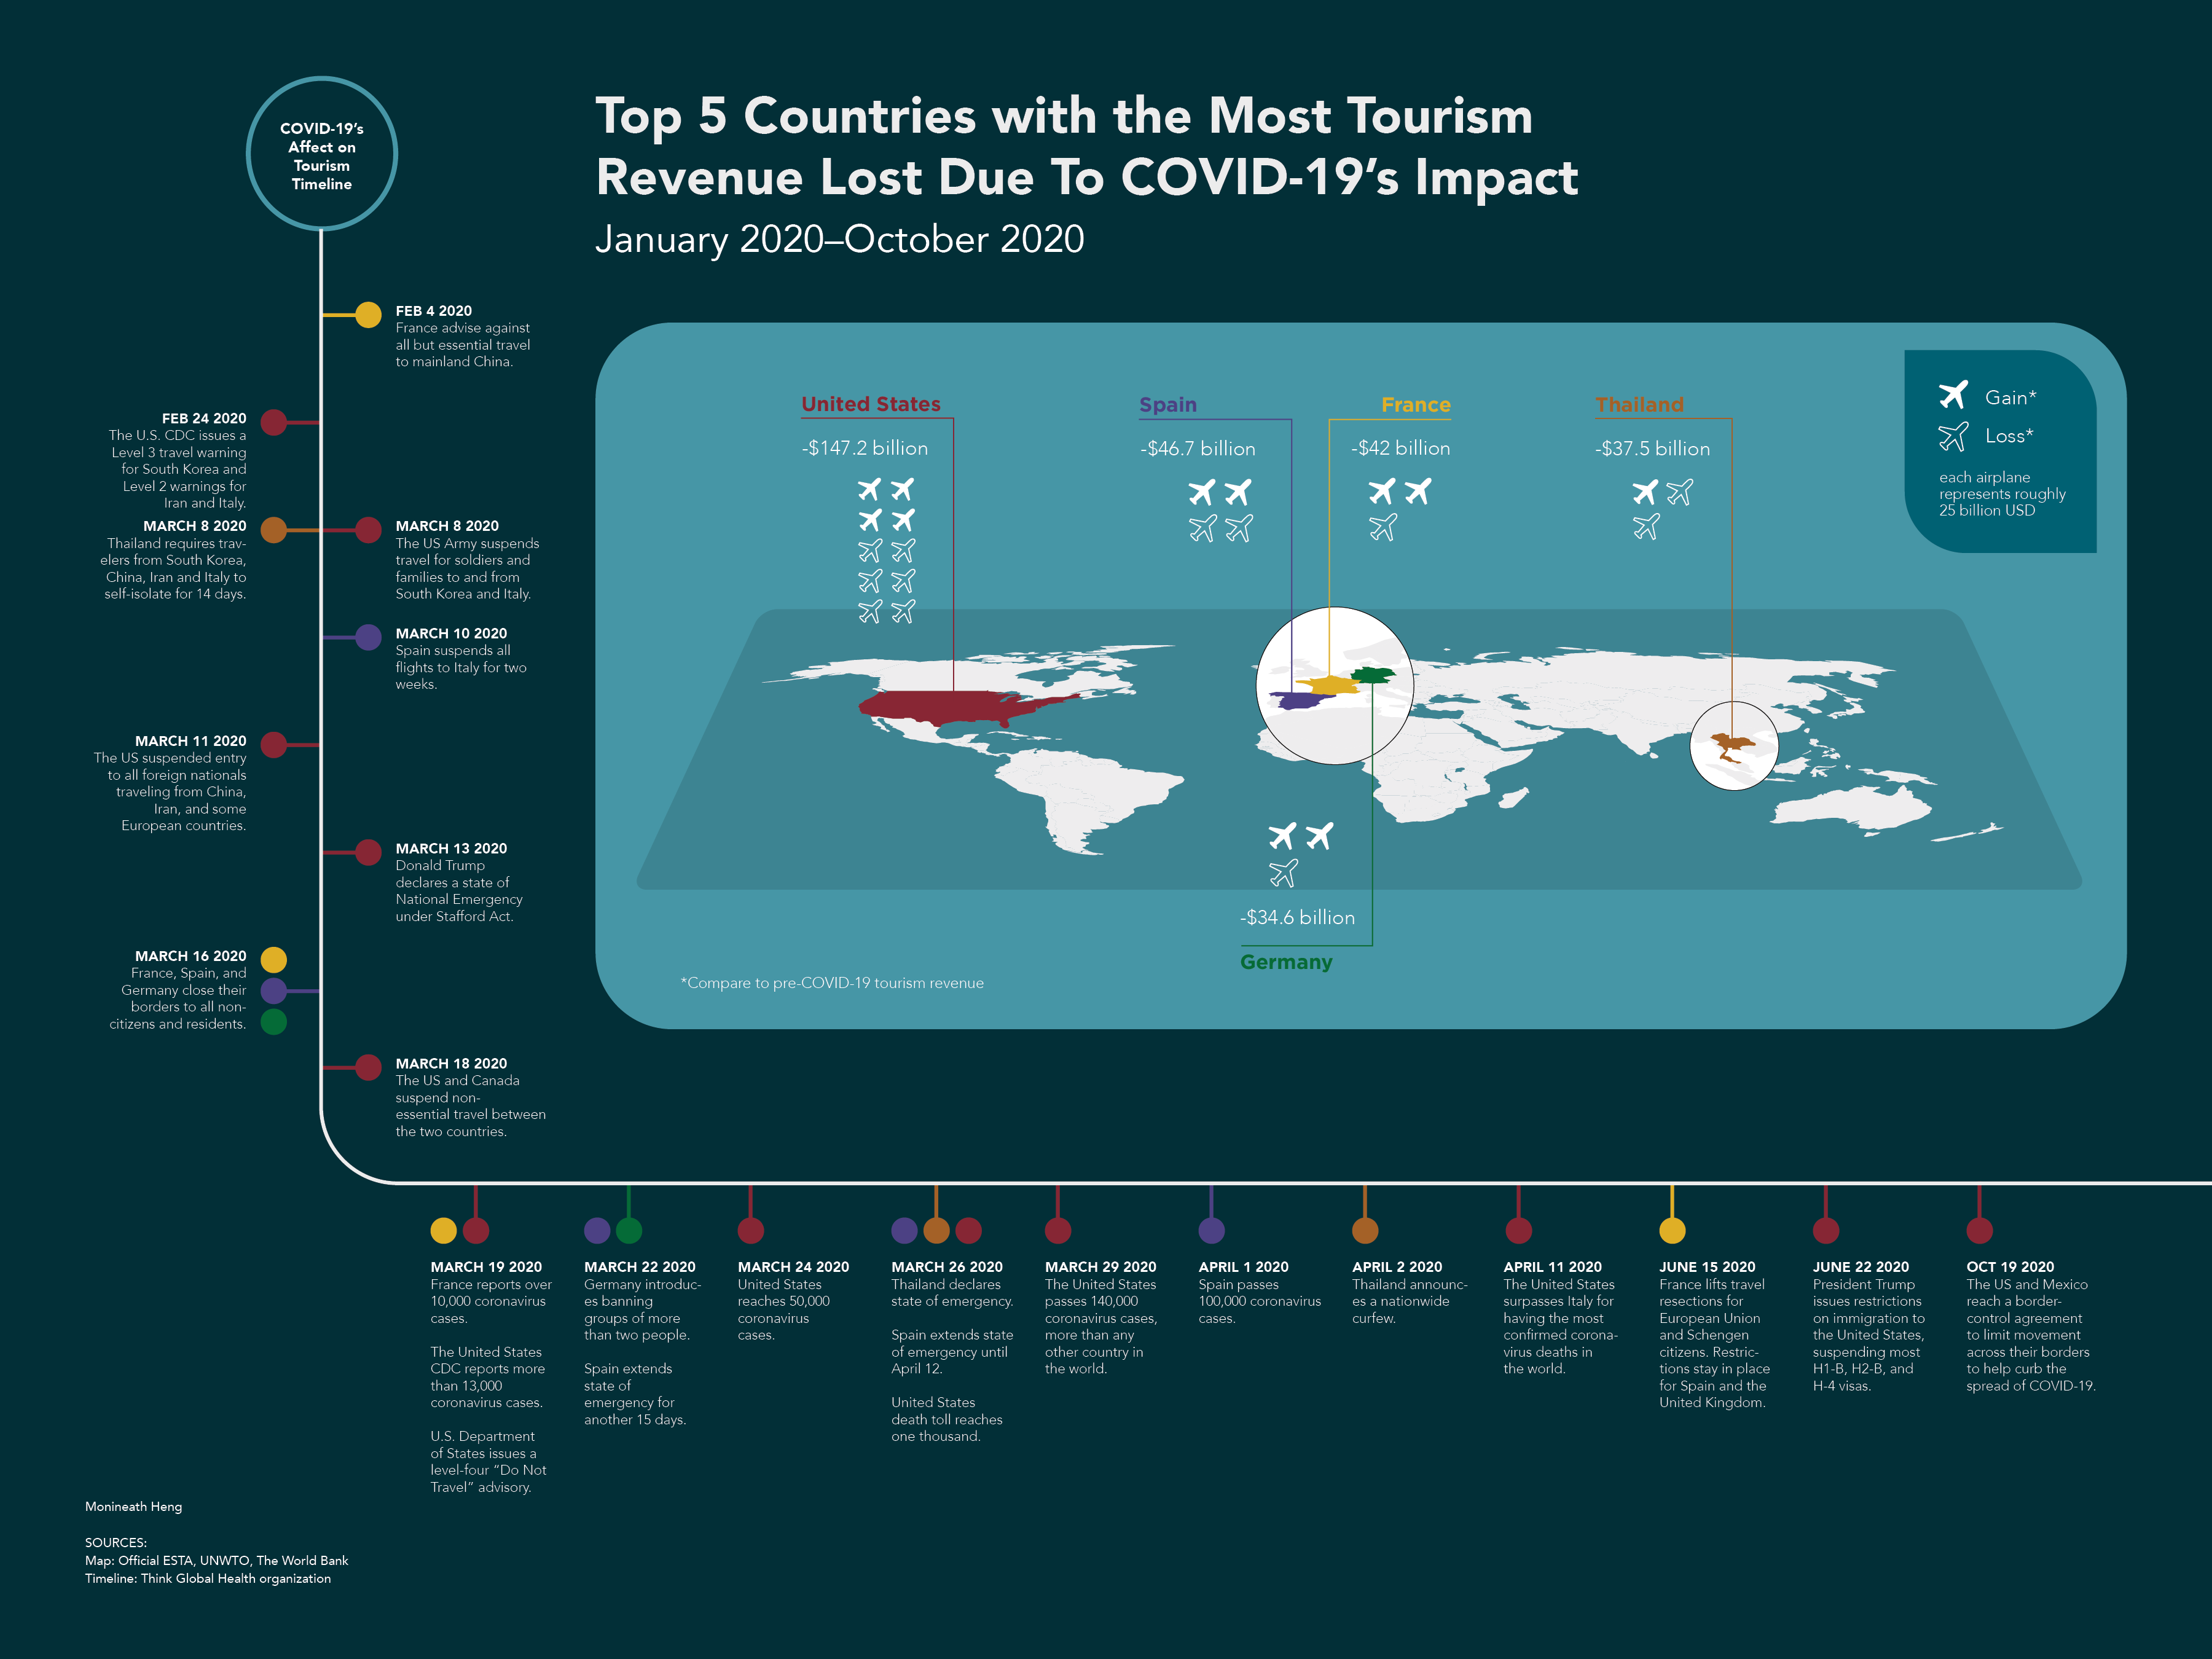 COVID-19’s
Affect on
Tourism
Timeline
Top 5 Countries with the Most Tourism
Revenue Lost Due To COVID-19’s Impact
January 2020–October 2020
FEB 4 2020
France advise against
all but essential travel
to mainland China.
FEB 24 2020
The U.S. CDC issues a
Level 3 travel warning
for South Korea and
Level 2 warnings for
Iran and Italy.
MARCH 8 2020
Thailand requires trav-
elers from South Korea,
China, Iran and Italy to
self-isolate for 14 days.
MARCH 8 2020
The US Army suspends
travel for soldiers and
families to and from
South Korea and Italy.
MARCH 10 2020
Spain suspends all
flights to Italy for two
weeks.
MARCH 11 2020
The US suspended entry
to all foreign nationals
traveling from China,
Iran, and some
European countries.
MARCH 13 2020
Donald Trump
declares a state of
National Emergency
under Stafford Act.
MARCH 16 2020
France, Spain, and
Germany close their
borders to all non-
citizens and residents.
MARCH 18 2020
The US and Canada
suspend non-
essential travel between
the two countries.
United States
-$147.2 billion
Spain
-$46.7 billion
France
-$42 billion
Thailand
-$37.5 billion
Gain*
Loss*
each airplane
represents roughly
25 billion USD
-$34.6 billion
Germany
*Compare to pre-COVID-19 tourism revenue
MARCH 19 2020
France reports over
10,000 coronavirus
cases.
The United States
CDC reports more
than 13,000
coronavirus cases.
U.S. Department
of States issues a
level-four “Do Not
Travel” advisory.
MARCH 22 2020
Germany introduc-
es banning
groups of more
than two people.
Spain extends
state of
emergency for
another 15 days.
MARCH 24 2020
United States
reaches 50,000
coronavirus
cases.
MARCH 26 2020
Thailand declares
state of emergency.
Spain extends state
of emergency until
April 12.
United States
death toll reaches
one thousand.
MARCH 29 2020
The United States
passes 140,000
coronavirus cases,
more than any
other country in
the world.
APRIL 1 2020
Spain passes
100,000 coronavirus
cases.
APRIL 2 2020
Thailand announc-
es a nationwide
curfew.
APRIL 11 2020
The United States
surpasses Italy for
having the most
confirmed corona-
virus deaths in
the world.
JUNE 15 2020
France lifts travel
resections for
European Union
and Schengen
citizens. Restric-
tions stay in place
for Spain and the
United Kingdom.
JUNE 22 2020
President Trump
issues restrictions
on immigration to
the United States,
suspending most
H1-B, H2-B, and
H-4 visas.
OCT 19 2020
The US and Mexico
reach a border-
control agreement
to limit movement
across their borders
to help curb the
spread of COVID-19.
Monineath Heng
SOURCES:
Map: Official ESTA, UNWTO, The World Bank
Timeline: Think Global Health organization